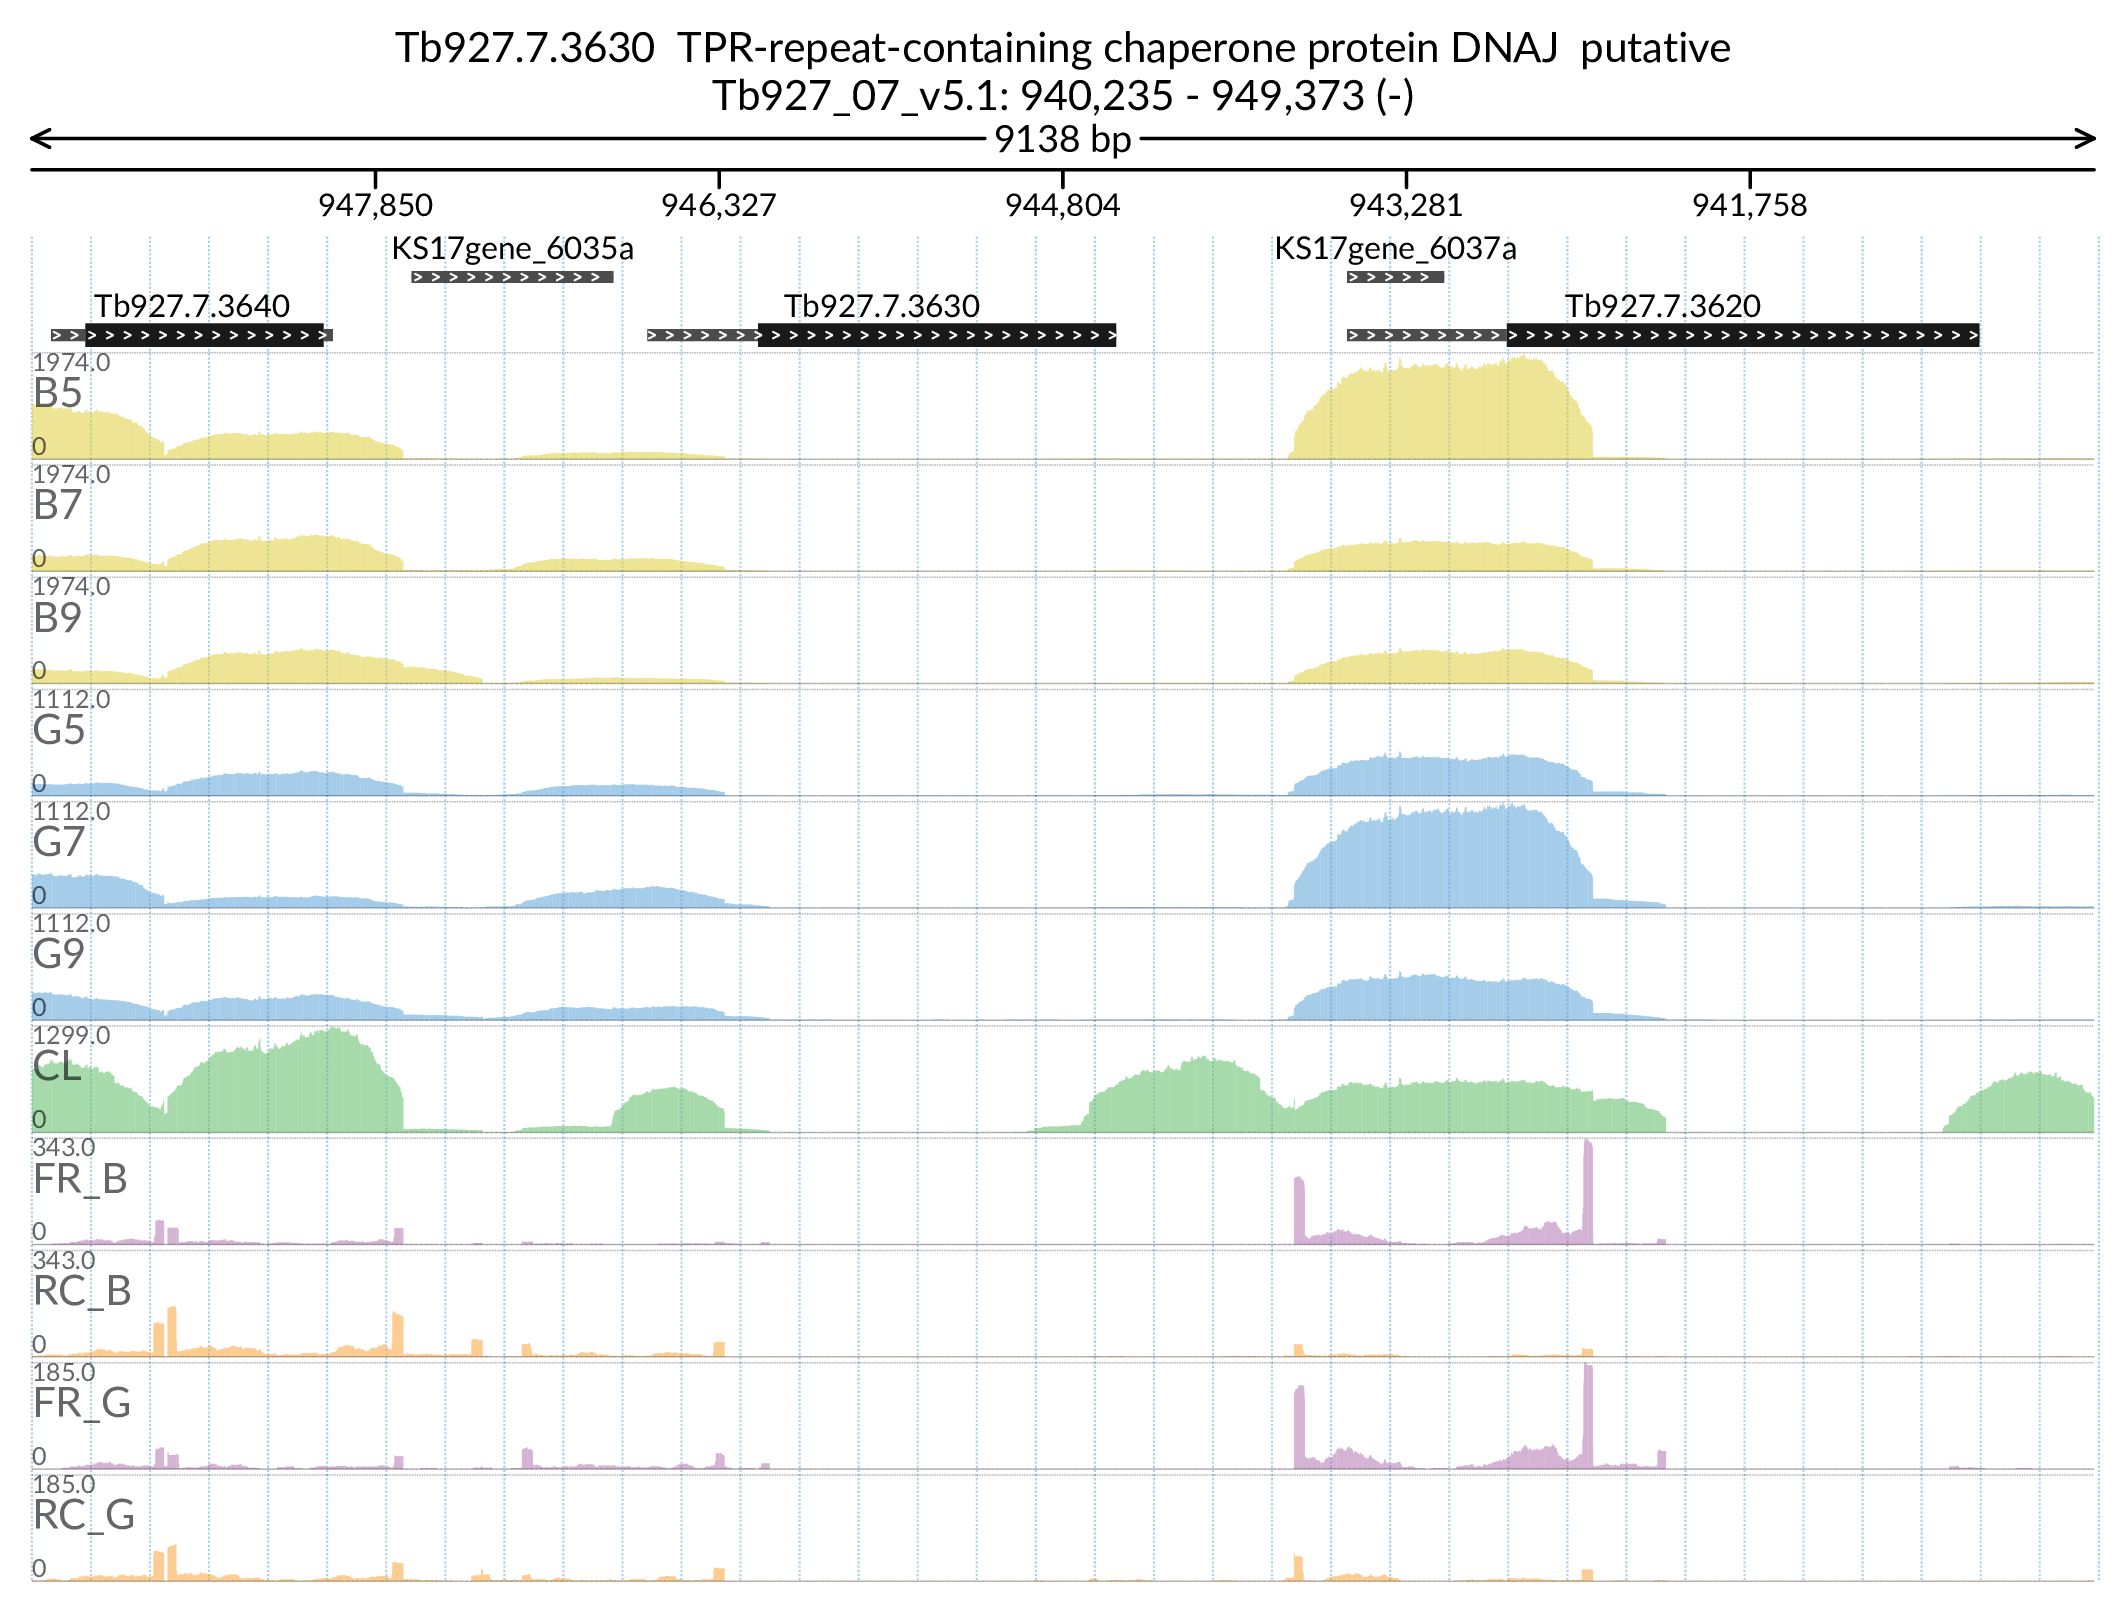 Tb927.7.3630  TPR-repeat-containing chaperone protein DNAJ  putative
Tb927_07_v5.1: 940,235 - 949,373 (-)
9138 bp
947,850 946,327 944,804 943,281 941,758
KS17gene_6035a KS17gene_6037a
Tb927.7.3640 Tb927.7.3630 Tb927.7.3620
1974.0
B5
0
1974.0
B7
0
1974.0
B9
0
1112.0
G5
0
1112.0
G7
0
1112.0
G9
0
1299.0
CL
0
343.0
FR_B
0
343.0
RC_B
0
185.0
FR_G
0
185.0
RC_G
0